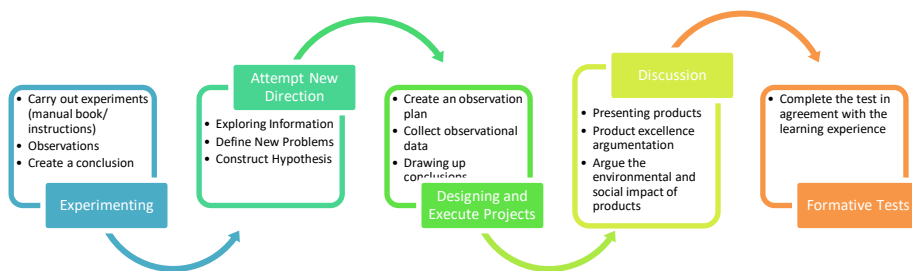 • Carry out experiments
(manual book/
instructions)
• Observations
• Create a conclusion
Experimenting
Attempt New
Direction
• Exploring Information
• Define New Problems
• Construct Hypothesis
• Create an observation
plan
• Collect observational
data
• Drawing up
conclusions
Designing and
Execute Projects
Discussion
• Presenting products
• Product excellence
argumentation
• Argue the
environmental and
social impact of
products
• Complete the test in
agreement with the
learning experience
Formative Tests